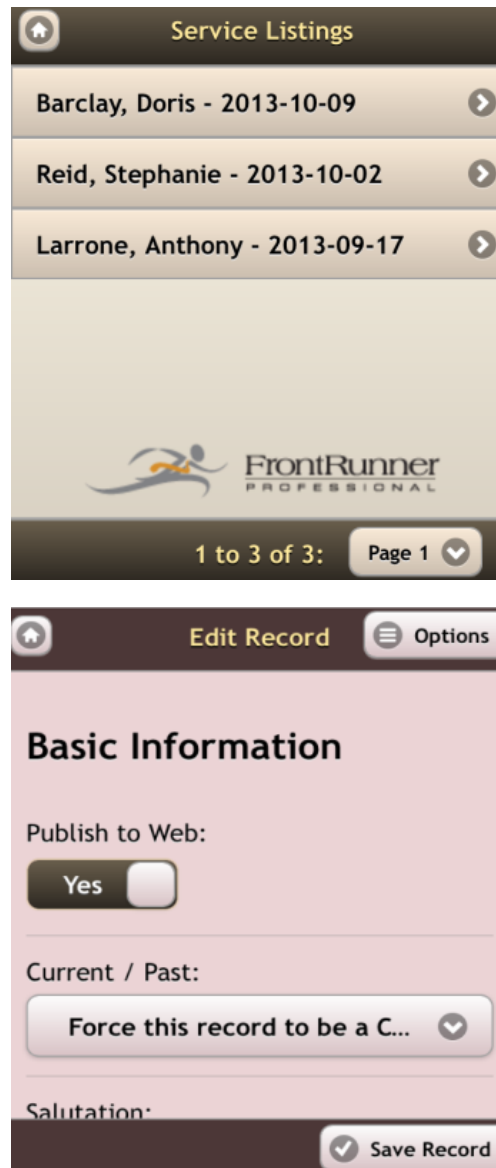 Service Listings
Barclay, Doris - 2013-10-09
Reid, Stephanie - 2013-10-02
Larrone, Anthony - 2013-09-17
FrontRunner
PROFESSIONAL
1 to 3 of 3:
Page 1
Edit Record
Options
Basic Information
Publish to Web:
Yes
Current / Past:
Force this record to be a C...
Salutation:
Save Record